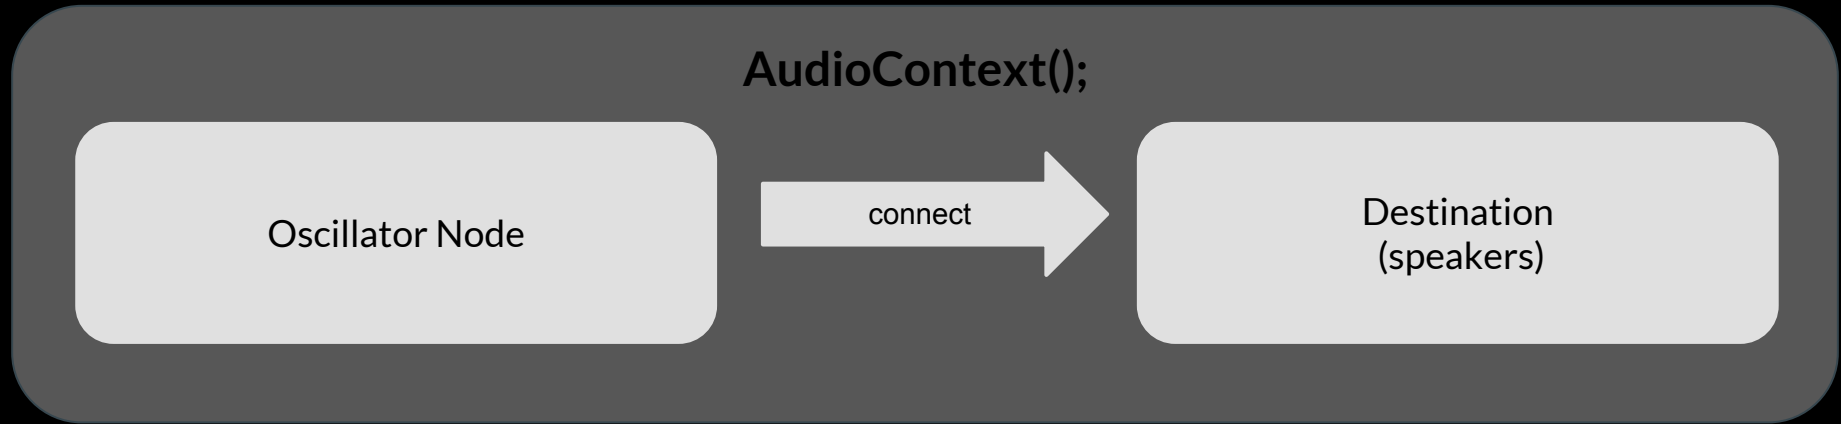 AudioContext();
Oscillator Node
connect
Destination
(speakers)